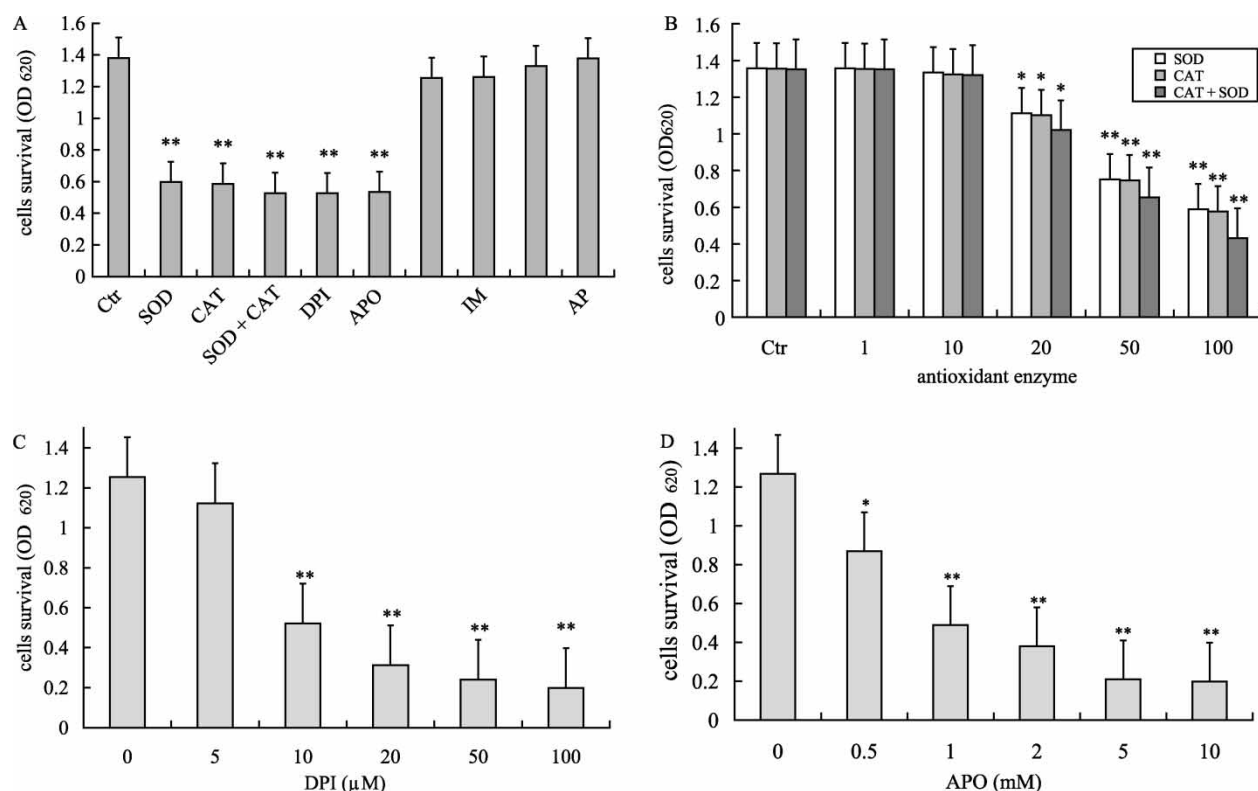 A
cells survival (OD 620)
1.6
1.4
1.2
1
0.8
0.6
0.4
0.2
0
** ** ** ** **
Ctr SOD CAT SOD + CAT DPI APO IM AP
B
cells survival (OD620)
1.6
1.4
1.2
1
0.8
0.6
0.4
0.2
0
SOD
CAT
CAT + SOD
* * *
** ** **
** ** **
Ctr 1 10 20 50 100
antioxidant enzyme
C
cells survival (OD 620)
1.4
1.2
1
0.8
0.6
0.4
0.2
0
** ** ** **
0 5 10 20 50 100
DPI (µM)
D
cells survival (OD 620)
1.4
1.2
1
0.8
0.6
0.4
0.2
0
* ** ** ** **
0 0.5 1 2 5 10
APO (mM)